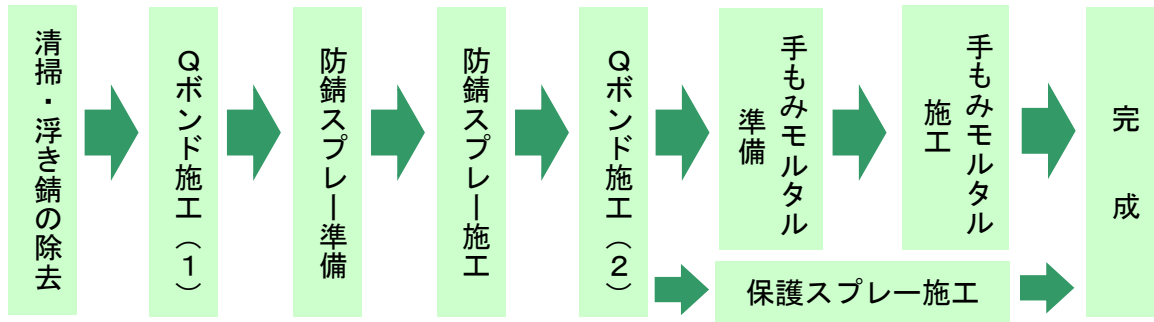 清掃・浮き錆の除去
Ｑボンド施工（１）
防錆スプレー準備
防錆スプレー施工
Ｑボンド施工（２）
手もみモルタル
準備
手もみモルタル
施工
保護スプレー施工
完成